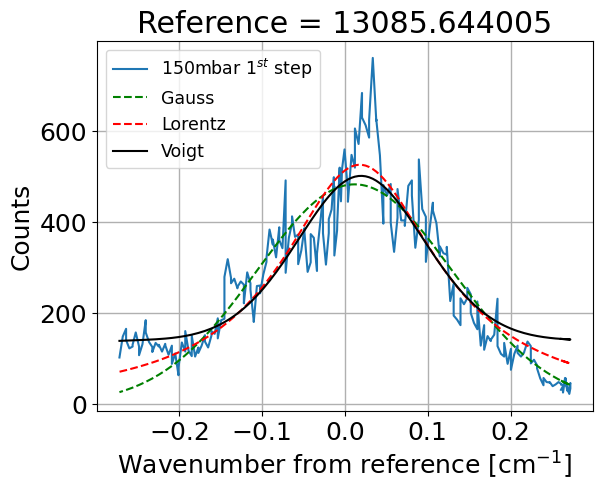 Reference = 13085.644005
150mbar 1st step
Gauss
Lorentz
Voigt
Counts
600
400
200
0
−0.2 −0.1 0.0 0.1 0.2
Wavenumber from reference [cm⁻¹]